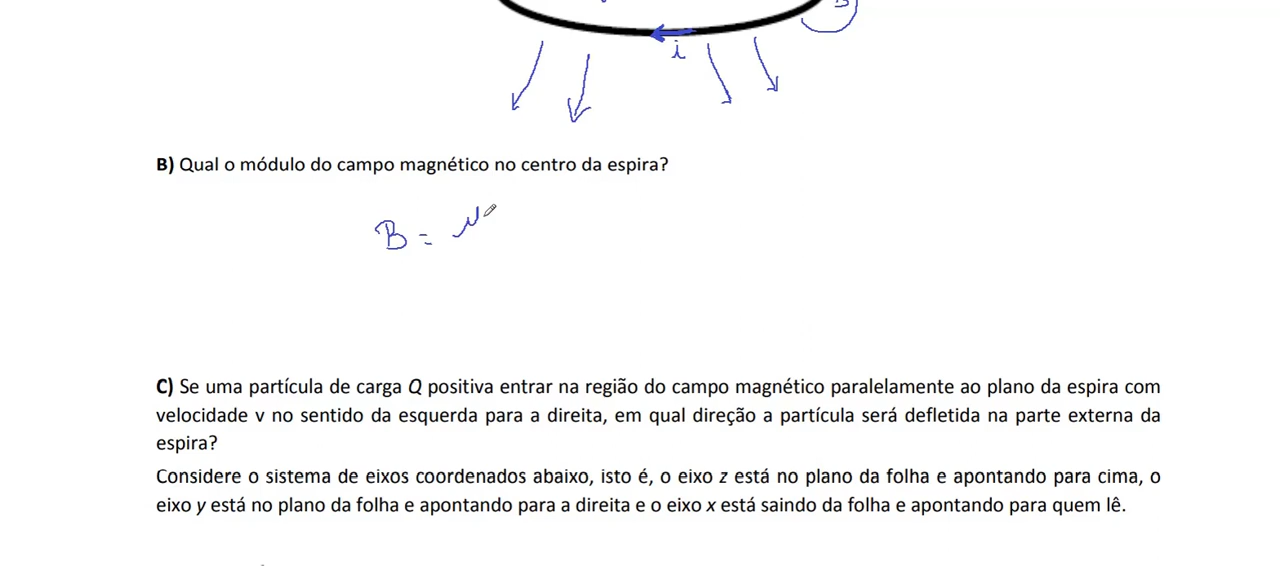 i
B) Qual o módulo do campo magnético no centro da espira?
B = μ
C) Se uma partícula de carga Q positiva entrar na região do campo magnético paralelamente ao plano da espira com
velocidade v no sentido da esquerda para a direita, em qual direção a partícula será defletida na parte externa da
espira?
Considere o sistema de eixos coordenados abaixo, isto é, o eixo z está no plano da folha e apontando para cima, o
eixo y está no plano da folha e apontando para a direita e o eixo x está saindo da folha e apontando para quem lê.